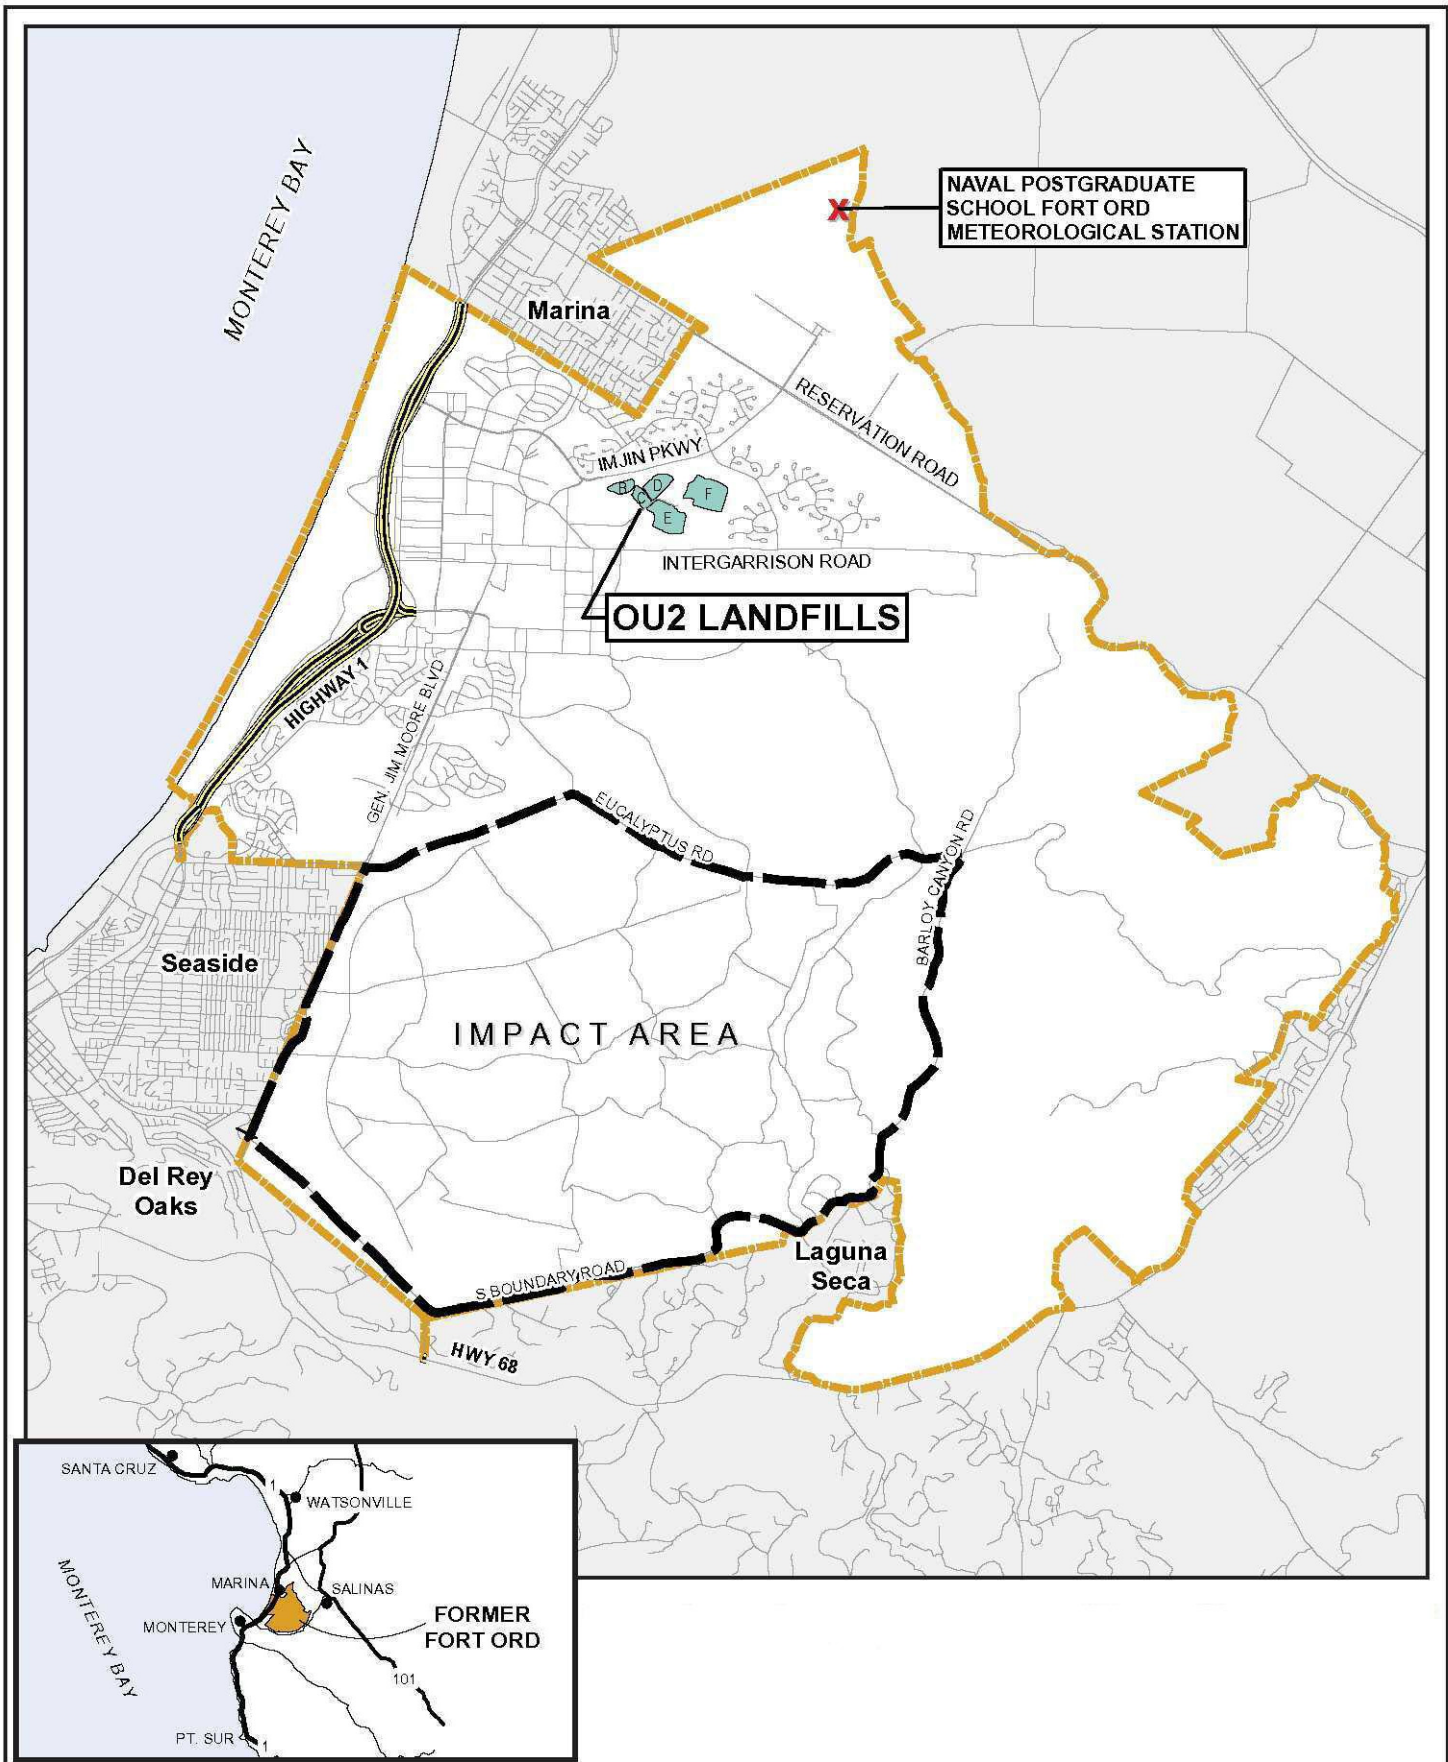 MONTEREY BAY
NAVAL POSTGRADUATE
SCHOOL FORT ORD
METEOROLOGICAL STATION
X
Marina
RESERVATION ROAD
IMJIN PKWY
B
C
D
E
F
INTERGARRISON ROAD
OU2 LANDFILLS
HIGHWAY 1
GEN. JIM MOORE BLVD
EUCALYPTUS RD
BARLOY CANYON RD
Seaside
IMPACT AREA
Del Rey
Oaks
Laguna
Seca
S BOUNDARY ROAD
HWY 68
SANTA CRUZ
1
WATSONVILLE
MARINA
SALINAS
MONTEREY
FORMER
FORT ORD
MONTEREY BAY
101
PT. SUR
1